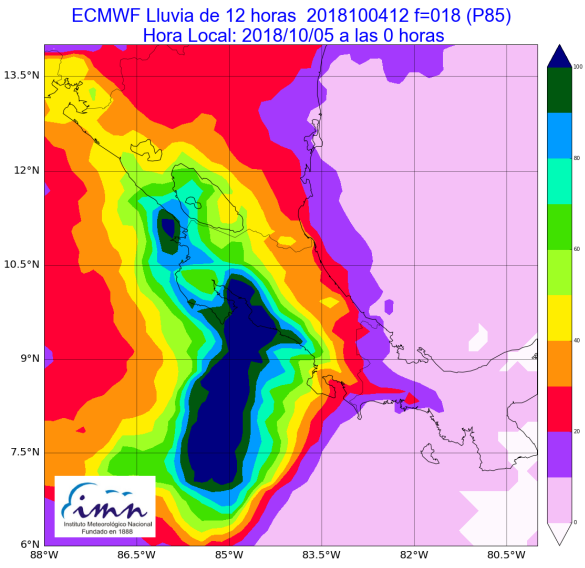 ECMWF Lluvia de 12 horas 2018100412 f=018 (P85)
Hora Local: 2018/10/05 a las 0 horas
13.5°N
12°N
10.5°N
9°N
7.5°N
6°N
88°W
86.5°W
85°W
83.5°W
82°W
80.5°W
100
80
60
40
20
0
imn
Instituto Meteorológico Nacional
Fundado en 1888